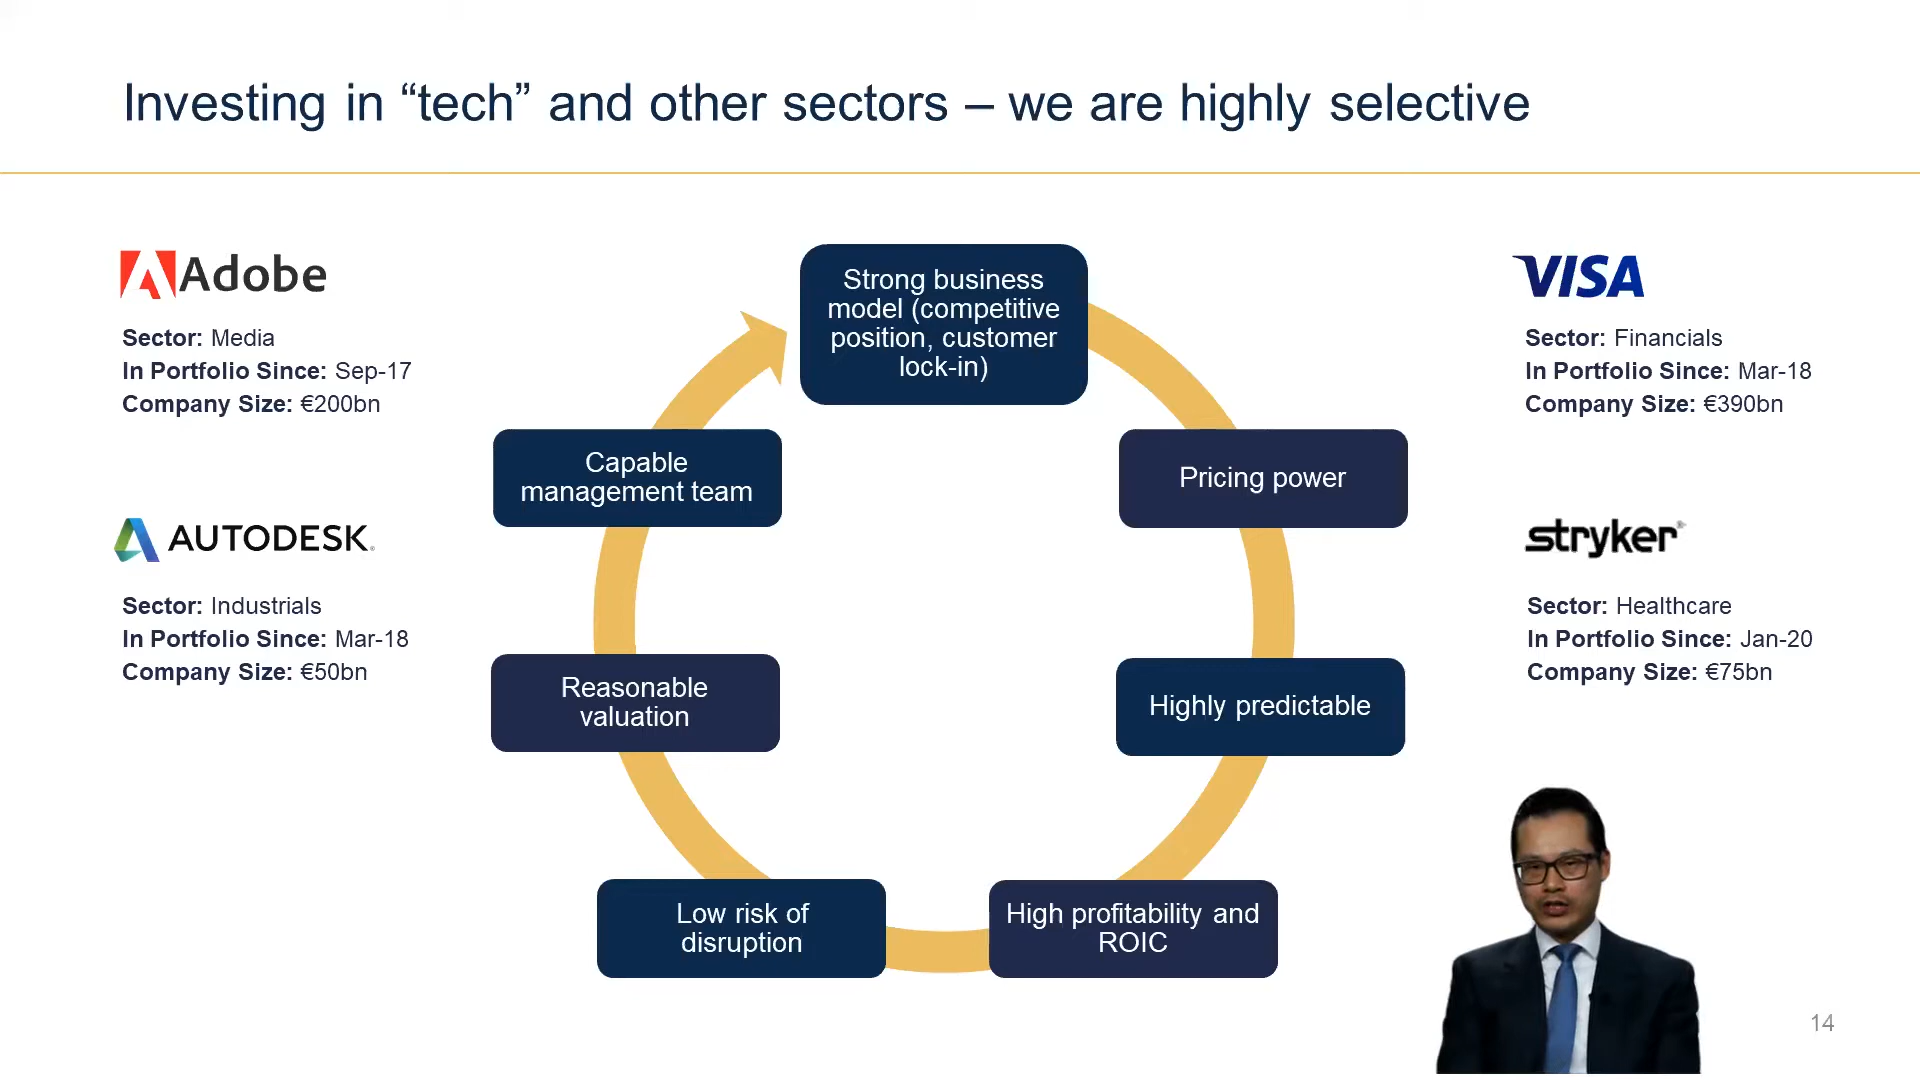 Investing in “tech” and other sectors – we are highly selective
Adobe
Sector: Media
In Portfolio Since: Sep-17
Company Size: €200bn
AUTODESK.
Sector: Industrials
In Portfolio Since: Mar-18
Company Size: €50bn
Strong business
model (competitive
position, customer
lock-in)
Pricing power
Highly predictable
High profitability and
ROIC
Low risk of
disruption
Reasonable
valuation
Capable
management team
VISA
Sector: Financials
In Portfolio Since: Mar-18
Company Size: €390bn
stryker
Sector: Healthcare
In Portfolio Since: Jan-20
Company Size: €75bn
14